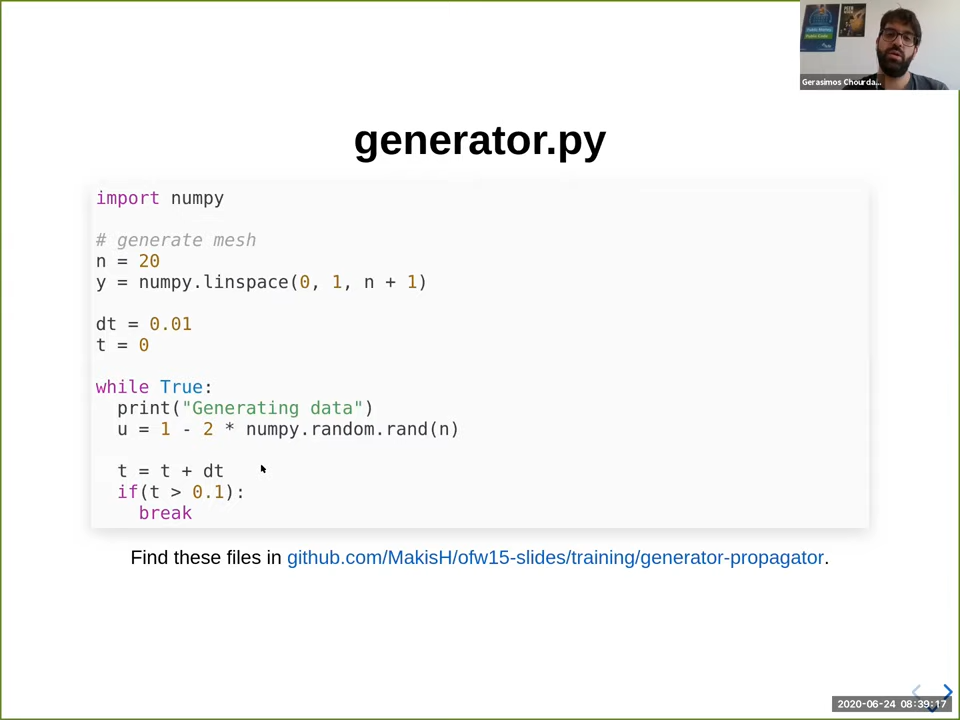 Gerasimos Chourda...
generator.py
import numpy
# generate mesh
n = 20
y = numpy.linspace(0, 1, n + 1)
dt = 0.01
t = 0
while True:
  print("Generating data")
  u = 1 - 2 * numpy.random.rand(n)
  t = t + dt
  if(t > 0.1):
    break
Find these files in github.com/MakisH/ofw15-slides/training/generator-propagator.
2020-06-24 08:39:17